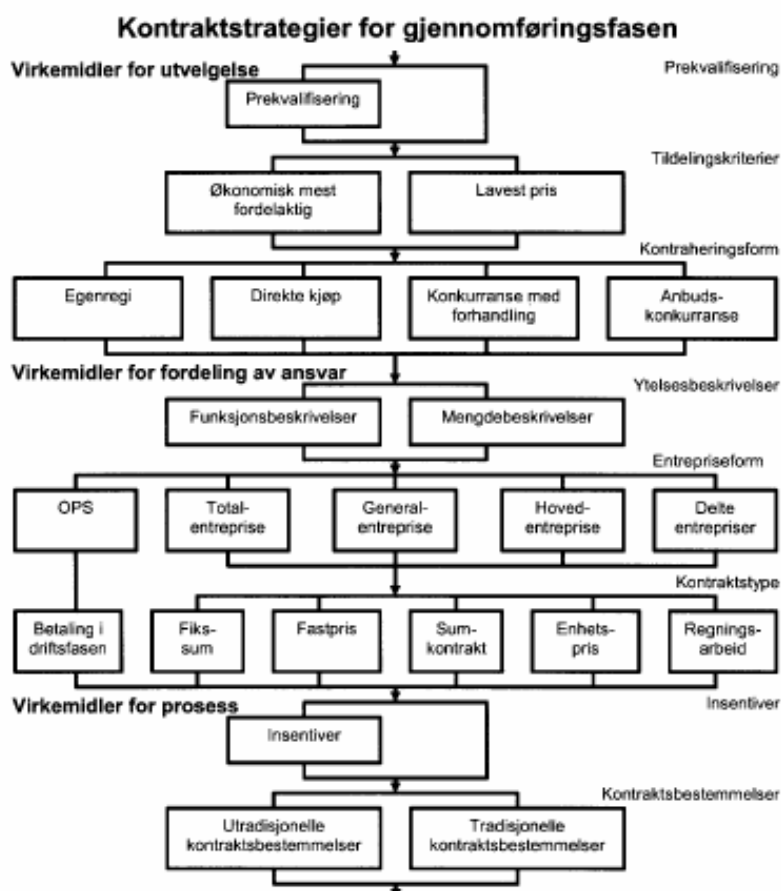 Kontraktstrategier for gjennomføringsfasen
Virkemidler for utvelgelse
Prekvalifisering
Prekvalifisering
Tildelingskriterier
Økonomisk mest
fordelaktig
Lavest pris
Kontraheringsform
Egenregi
Direkte kjøp
Konkurranse med
forhandling
Anbuds-
konkurranse
Virkemidler for fordeling av ansvar
Ytelsesbeskrivelser
Funksjonsbeskrivelser
Mengdebeskrivelser
Entrepriseform
OPS
Total-
entreprise
General-
entreprise
Hoved-
entreprise
Delte
entrepriser
Kontraktstype
Betaling i
driftsfasen
Fiks-
sum
Fastpris
Sum-
kontrakt
Enhets-
pris
Regnings-
arbeid
Virkemidler for prosess
Insentiver
Insentiver
Kontraktsbestemmelser
Utradisjonelle
kontraktsbestemmelser
Tradisjonelle
kontraktsbestemmelser